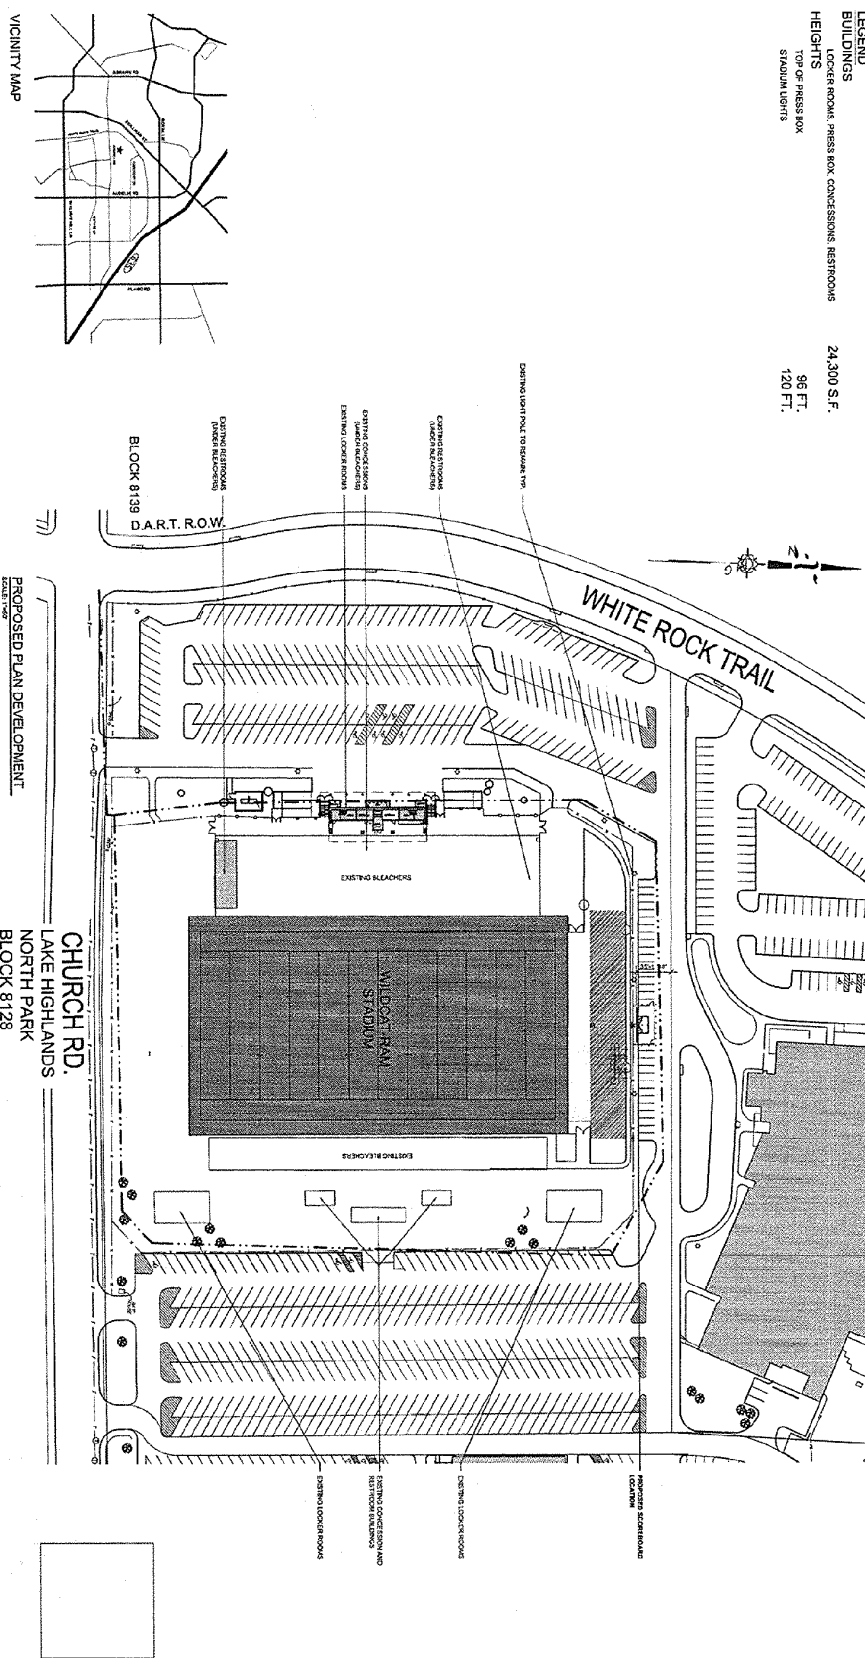 LEGEND
BUILDINGS
LOCKER ROOMS, PRESS BOX, CONCESSIONS, RESTROOMS 24,300 S.F.
HEIGHTS
TOP OF PRESS BOX 96 FT.
STADIUM LIGHTS 120 FT.
VICINITY MAP
PLANO RD
EXISTING LIGHT POLE TO REMAIN, TYP.
EXISTING RESTROOMS
(UNDER BLEACHERS)
EXISTING CONCESSIONS
(UNDER BLEACHERS)
EXISTING LOCKER ROOMS
EXISTING RESTROOMS
(UNDER BLEACHERS)
BLOCK 8139
D.A.R.T. R.O.W.
WHITE ROCK TRAIL
N
EXISTING BLEACHERS
WILDCAT-RAM
STADIUM
EXISTING BLEACHERS
PROPOSED PLAN DEVELOPMENT
CHURCH RD.
LAKE HIGHLANDS
NORTH PARK
BLOCK 8128
PROPOSED SCOREBOARD
LOCATION
EXISTING LOCKER ROOMS
EXISTING CONCESSION AND
RESTROOM BUILDINGS
EXISTING LOCKER ROOMS